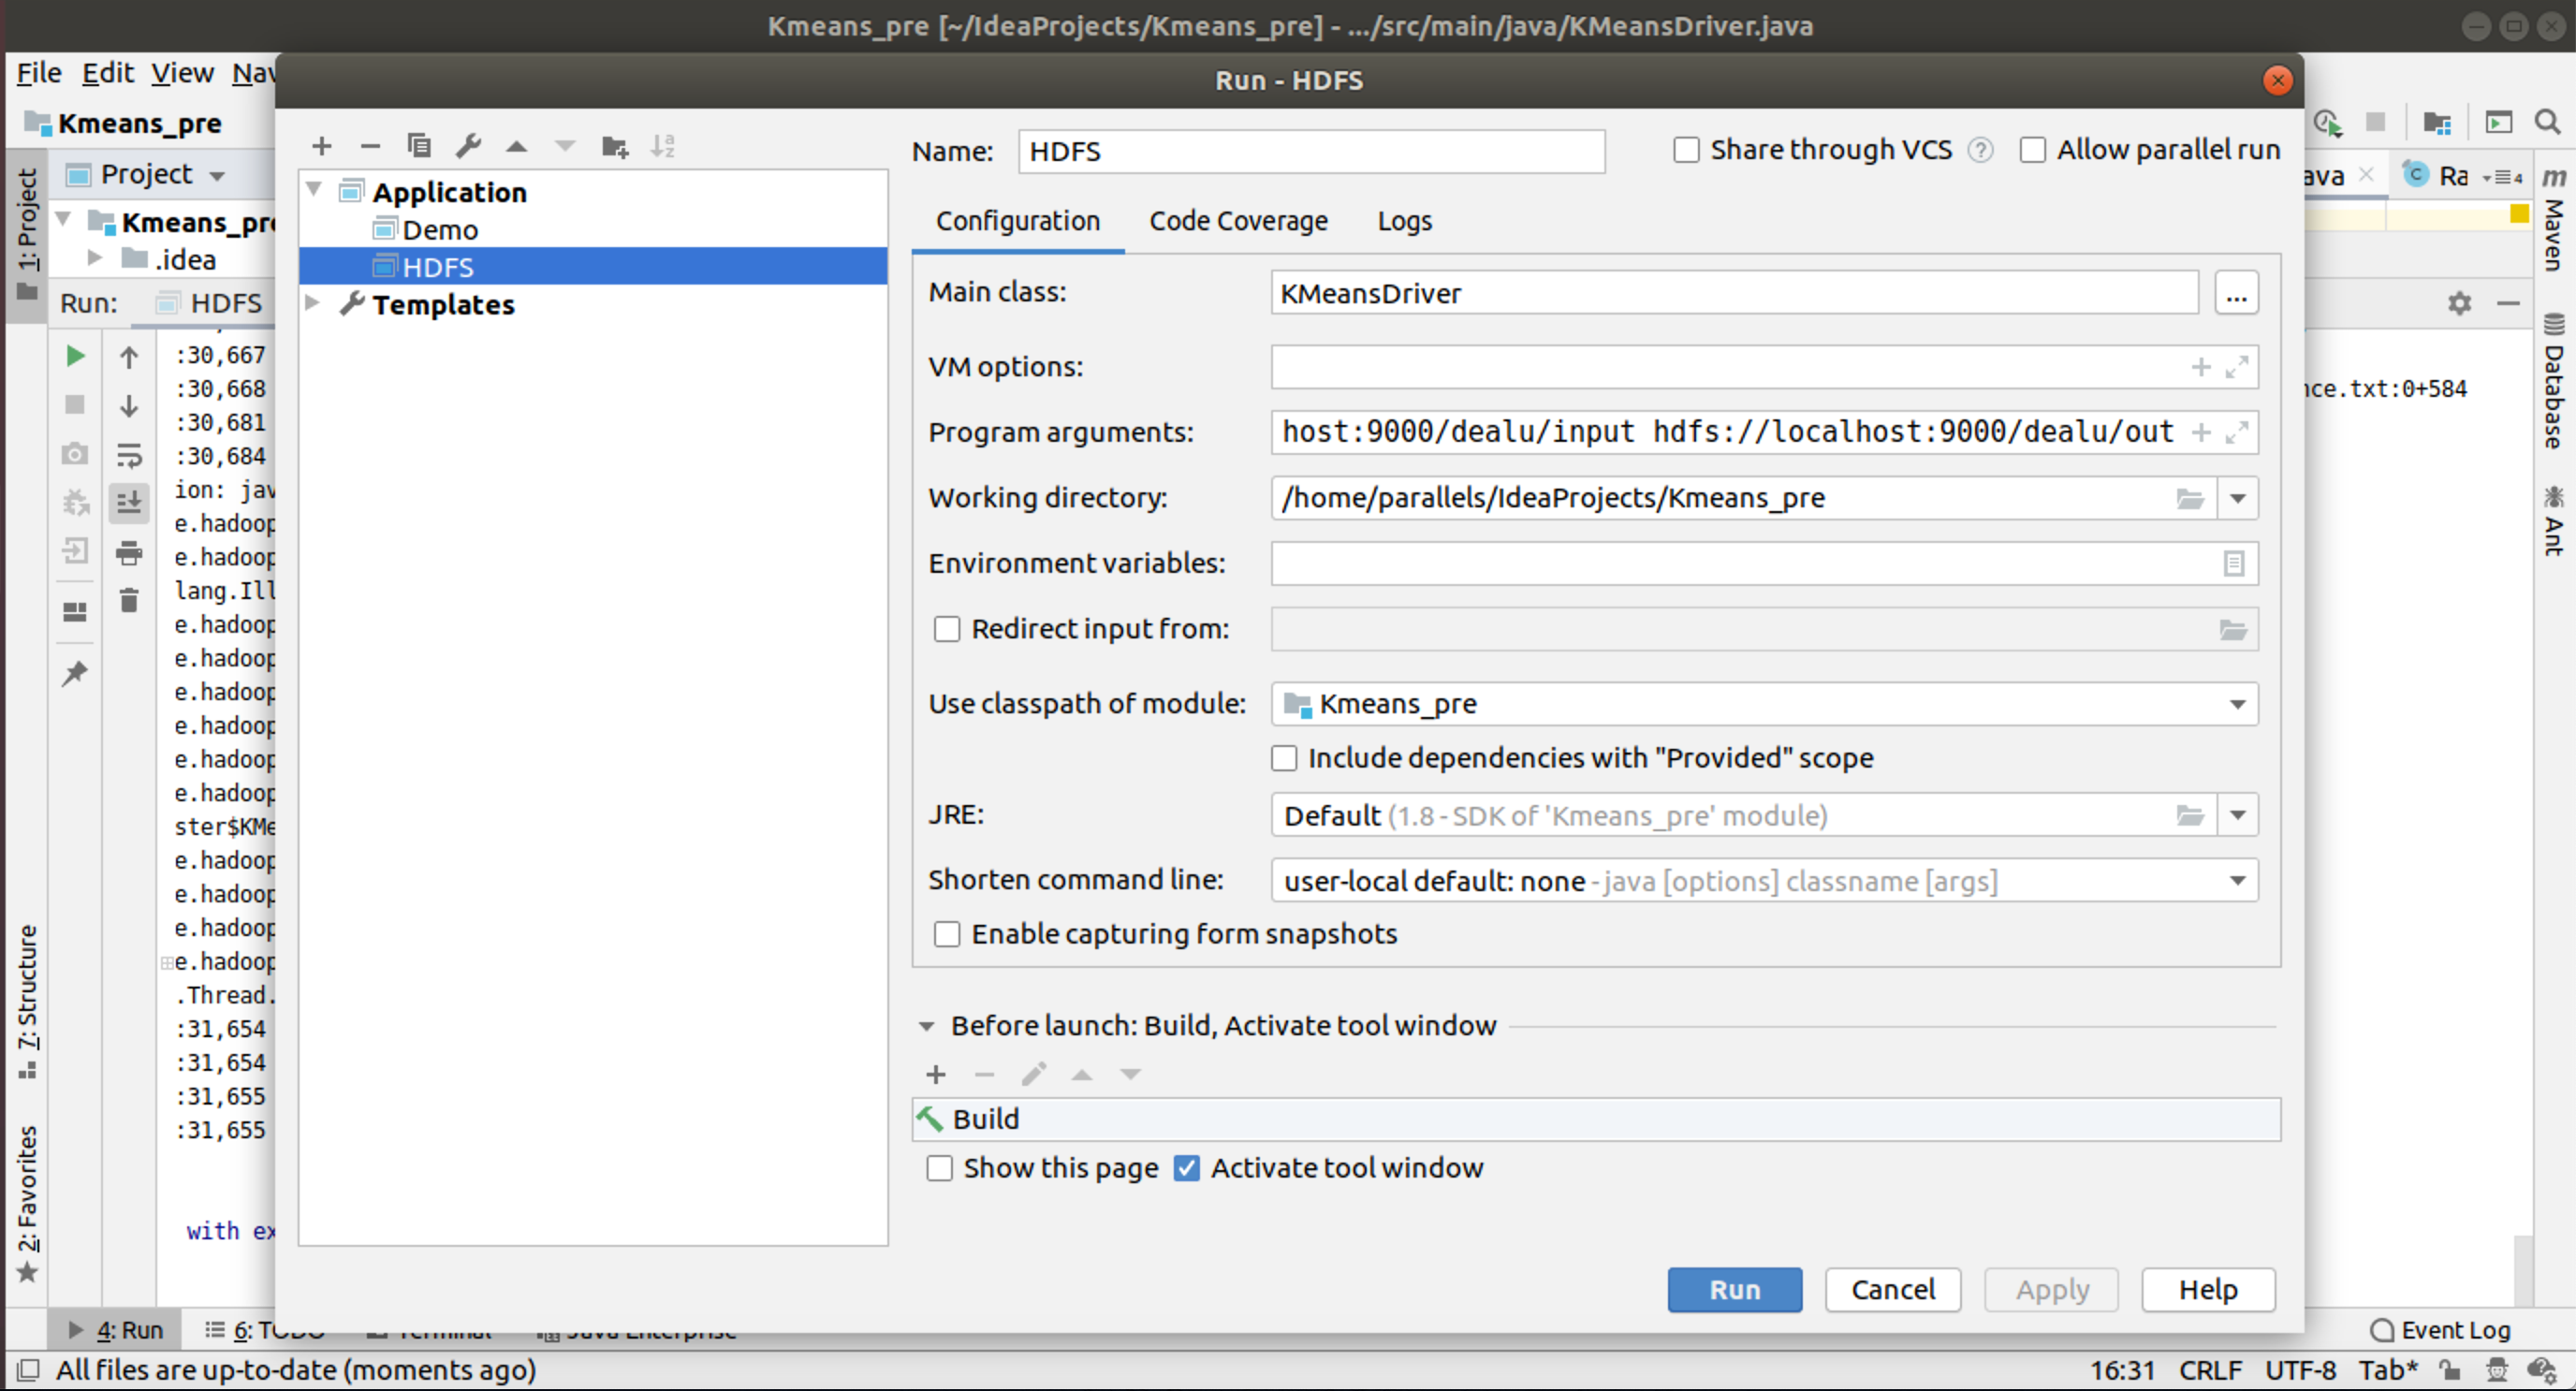 Kmeans_pre [~/IdeaProjects/Kmeans_pre] - .../src/main/java/KMeansDriver.java
File Edit View Nav
Run - HDFS
Kmeans_pre
Name: HDFS
Share through VCS ?
Allow parallel run
Project
Application
Demo
HDFS
Templates
Configuration Code Coverage Logs
ava
Ra
4
1: Project
Kmeans_pre
.idea
Run: HDFS
Main class: KMeansDriver ...
VM options:
Program arguments: host:9000/dealu/input hdfs://localhost:9000/dealu/out
Working directory: /home/parallels/IdeaProjects/Kmeans_pre
Environment variables:
Redirect input from:
Use classpath of module: Kmeans_pre
Include dependencies with "Provided" scope
JRE: Default (1.8 - SDK of 'Kmeans_pre' module)
Shorten command line: user-local default: none - java [options] classname [args]
Enable capturing form snapshots
Before launch: Build, Activate tool window
Build
Show this page
Activate tool window
Run Cancel Apply Help
:30,667
:30,668
:30,681
:30,684
ion: jav
e.hadoop
e.hadoop
lang.Ill
e.hadoop
e.hadoop
e.hadoop
e.hadoop
e.hadoop
e.hadoop
ster$KMe
e.hadoop
e.hadoop
e.hadoop
e.hadoop
.Thread.
:31,654
:31,654
:31,655
:31,655
with ex
nce.txt:0+584
m Maven
Database
Ant
7: Structure
2: Favorites
4: Run
6: TODO
Terminal
Java Enterprise
Event Log
All files are up-to-date (moments ago)
16:31 CRLF UTF-8 Tab*